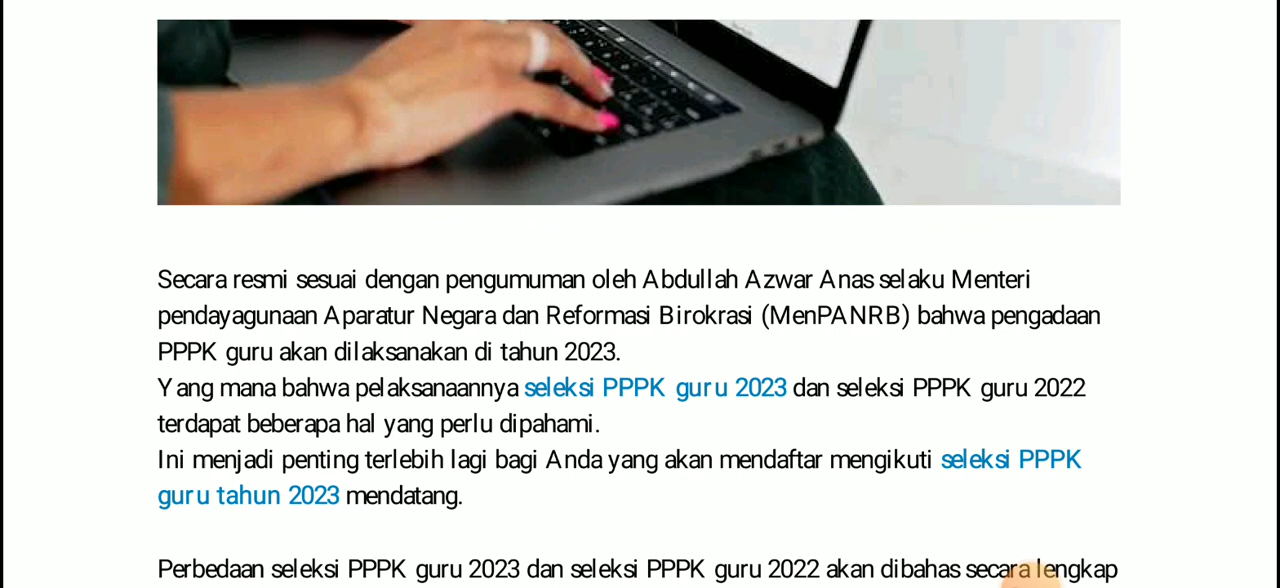 Secara resmi sesuai dengan pengumuman oleh Abdullah Azwar Anas selaku Menteri
pendayagunaan Aparatur Negara dan Reformasi Birokrasi (MenPANRB) bahwa pengadaan
PPPK guru akan dilaksanakan di tahun 2023.
Yang mana bahwa pelaksanaannya seleksi PPPK guru 2023 dan seleksi PPPK guru 2022
terdapat beberapa hal yang perlu dipahami.
Ini menjadi penting terlebih lagi bagi Anda yang akan mendaftar mengikuti seleksi PPPK
guru tahun 2023 mendatang.
Perbedaan seleksi PPPK guru 2023 dan seleksi PPPK guru 2022 akan dibahas secara lengkap